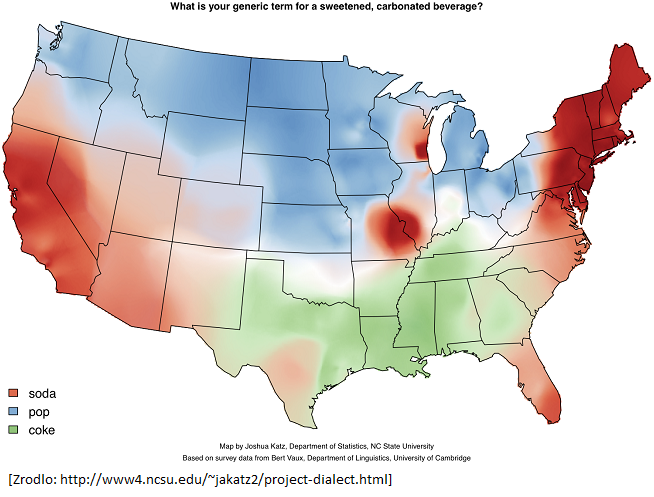 What is your generic term for a sweetened, carbonated beverage?
soda
pop
coke
Map by Joshua Katz, Department of Statistics, NC State University
Based on survey data from Bert Vaux, Department of Linguistics, University of Cambridge
[Zrodlo: http://www4.ncsu.edu/~jakatz2/project-dialect.html]